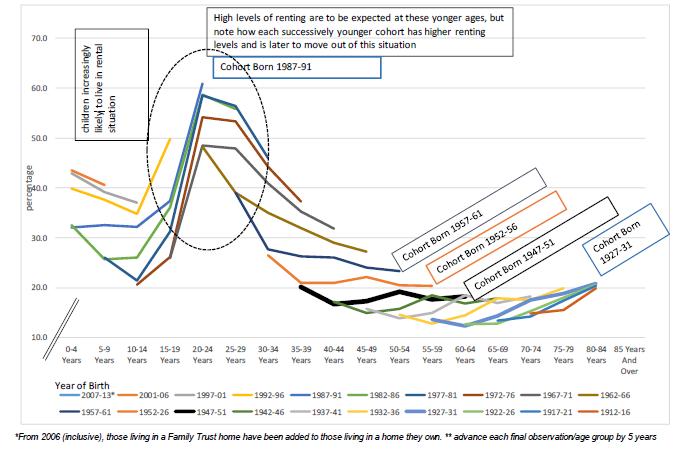 High levels of renting are to be expected at these yonger ages, but
note how each successively younger cohort has higher renting
levels and is later to move out of this situation
Cohort Born 1987-91
children increasingly
likely to live in rental
situation
percentage
70.0
60.0
50.0
40.0
30.0
20.0
10.0
Cohort Born 1957-61
Cohort Born 1952-56
Cohort Born 1947-51
Cohort Born
1927-31
0-4 5-9 10-14 15-19 20-24 25-29 30-34 35-39 40-44 45-49 50-54 55-59 60-64 65-69 70-74 75-79 80-84 85 Years
Years Years Years Years Years Years Years Years Years Years Years Years Years Years Years Years Years And
Over
Year of Birth
2007-13* 2001-06 1997-01 1992-96 1987-91 1982-86 1977-81 1972-76 1967-71 1962-66
1957-61 1952-26 1947-51 1942-46 1937-41 1932-36 1927-31 1922-26 1917-21 1912-16
*From 2006 (inclusive), those living in a Family Trust home have been added to those living in a home they own. ** advance each final observation/age group by 5 years